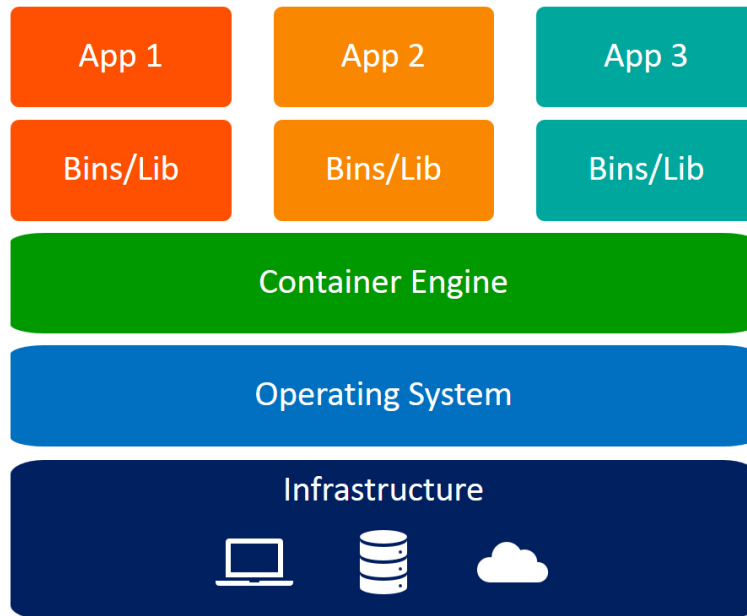 App 1
App 2
App 3
Bins/Lib
Bins/Lib
Bins/Lib
Container Engine
Operating System
Infrastructure